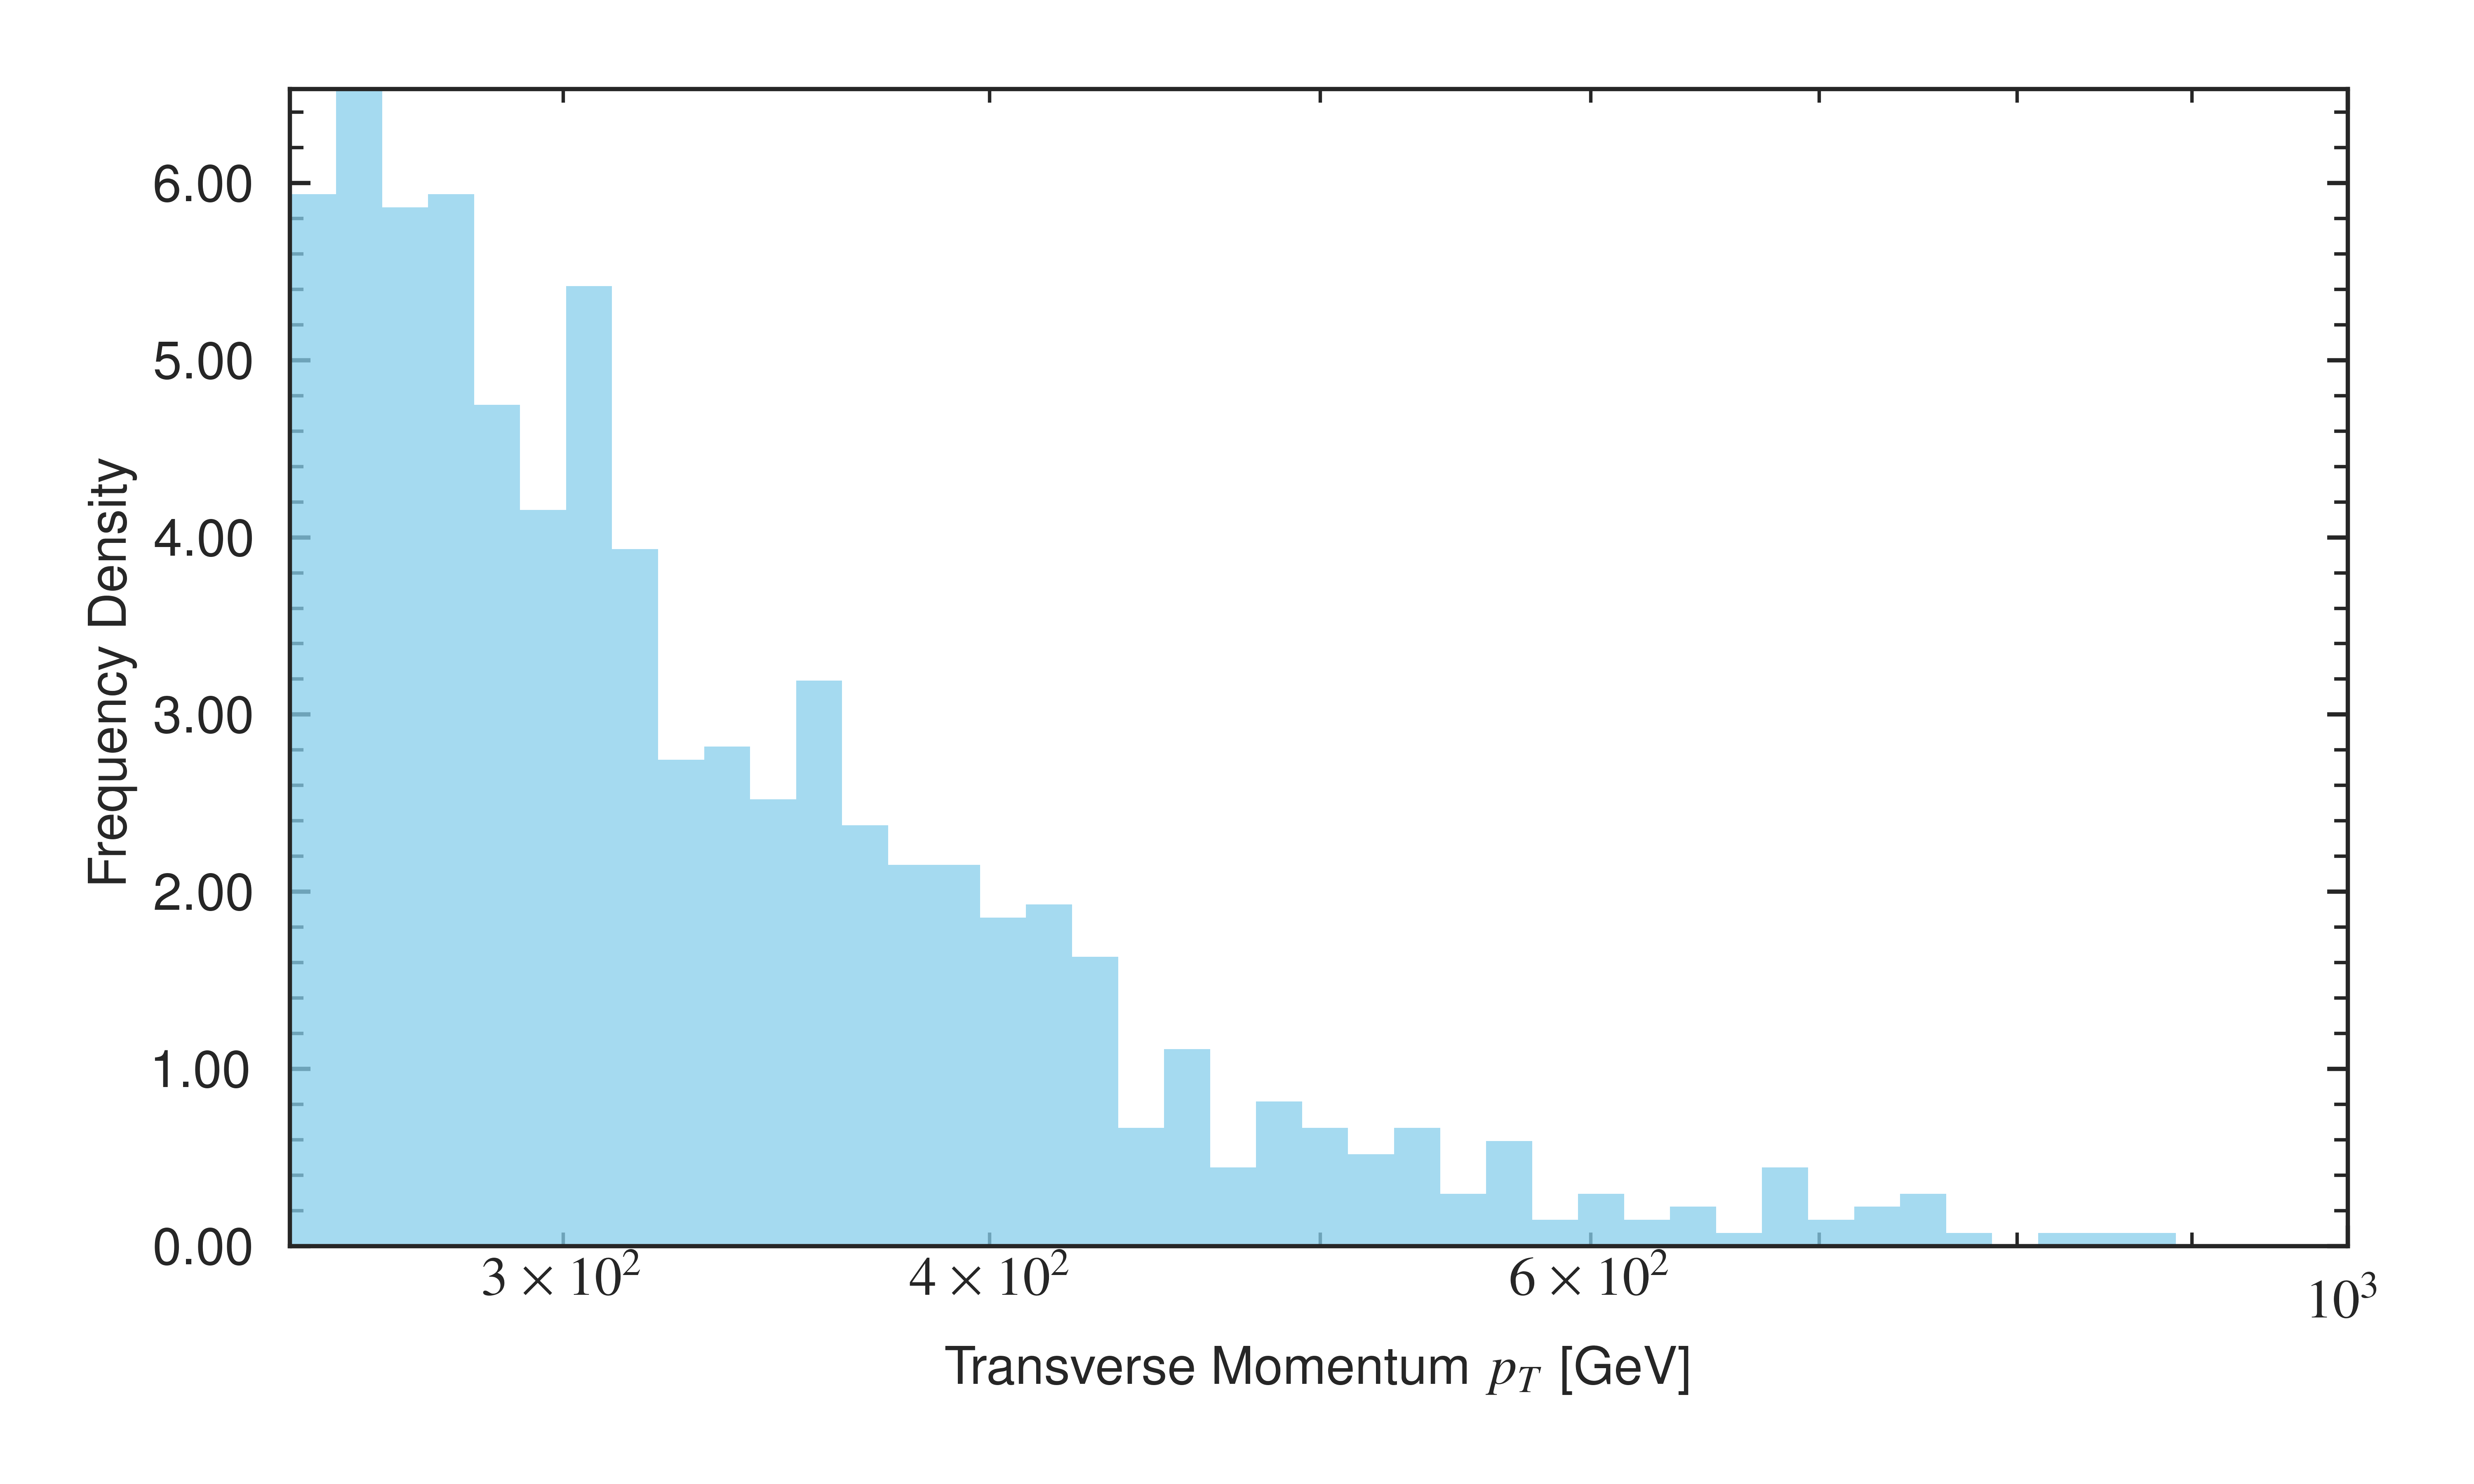 Frequency Density
6.00
5.00
4.00
3.00
2.00
1.00
0.00
3 × 10²
4 × 10²
6 × 10²
10³
Transverse Momentum p_T [GeV]